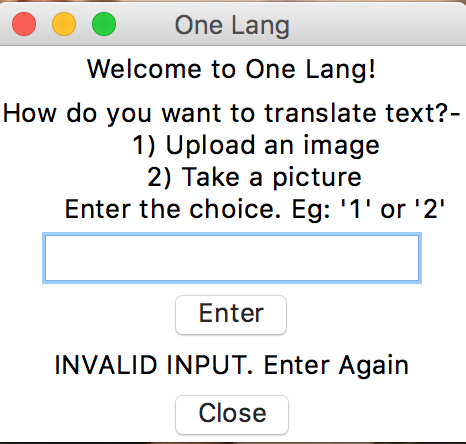 One Lang
Welcome to One Lang!
How do you want to translate text?-
1) Upload an image
2) Take a picture
Enter the choice. Eg: '1' or '2'
Enter
INVALID INPUT. Enter Again
Close